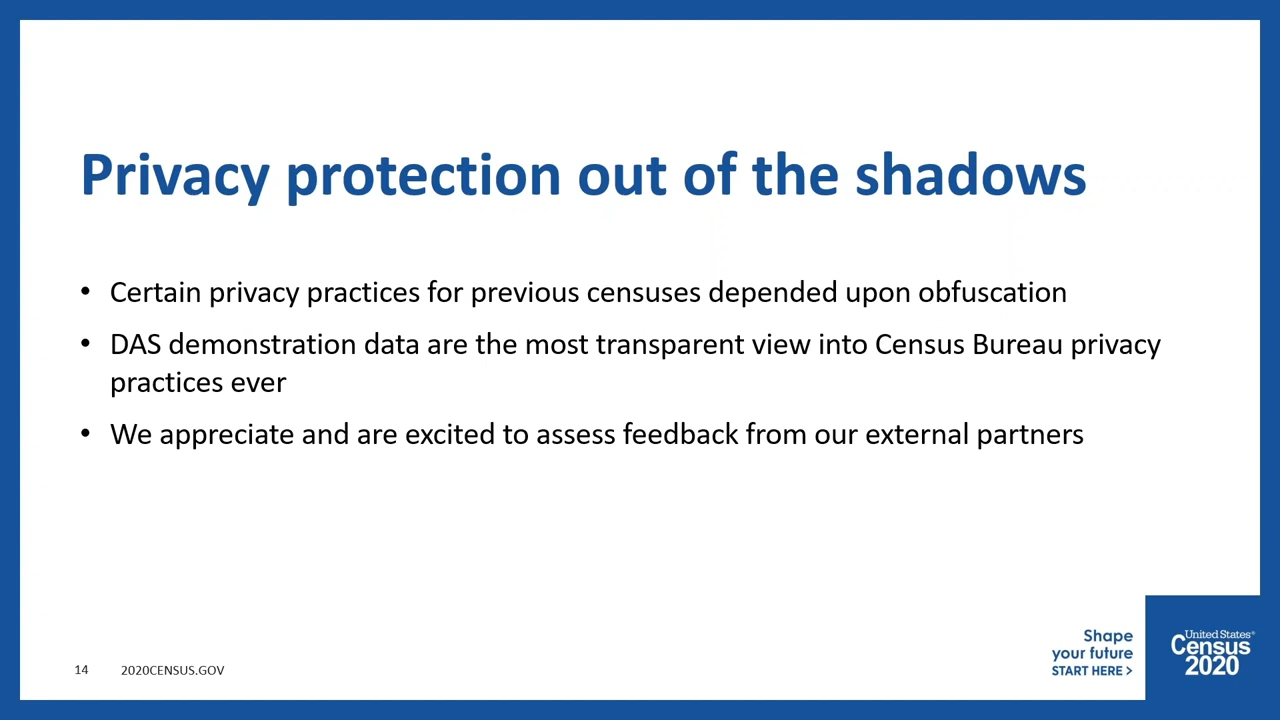 Privacy protection out of the shadows
• Certain privacy practices for previous censuses depended upon obfuscation
• DAS demonstration data are the most transparent view into Census Bureau privacy
practices ever
• We appreciate and are excited to assess feedback from our external partners
14 2020CENSUS.GOV
Shape
your future
START HERE >
United States®
Census
2020